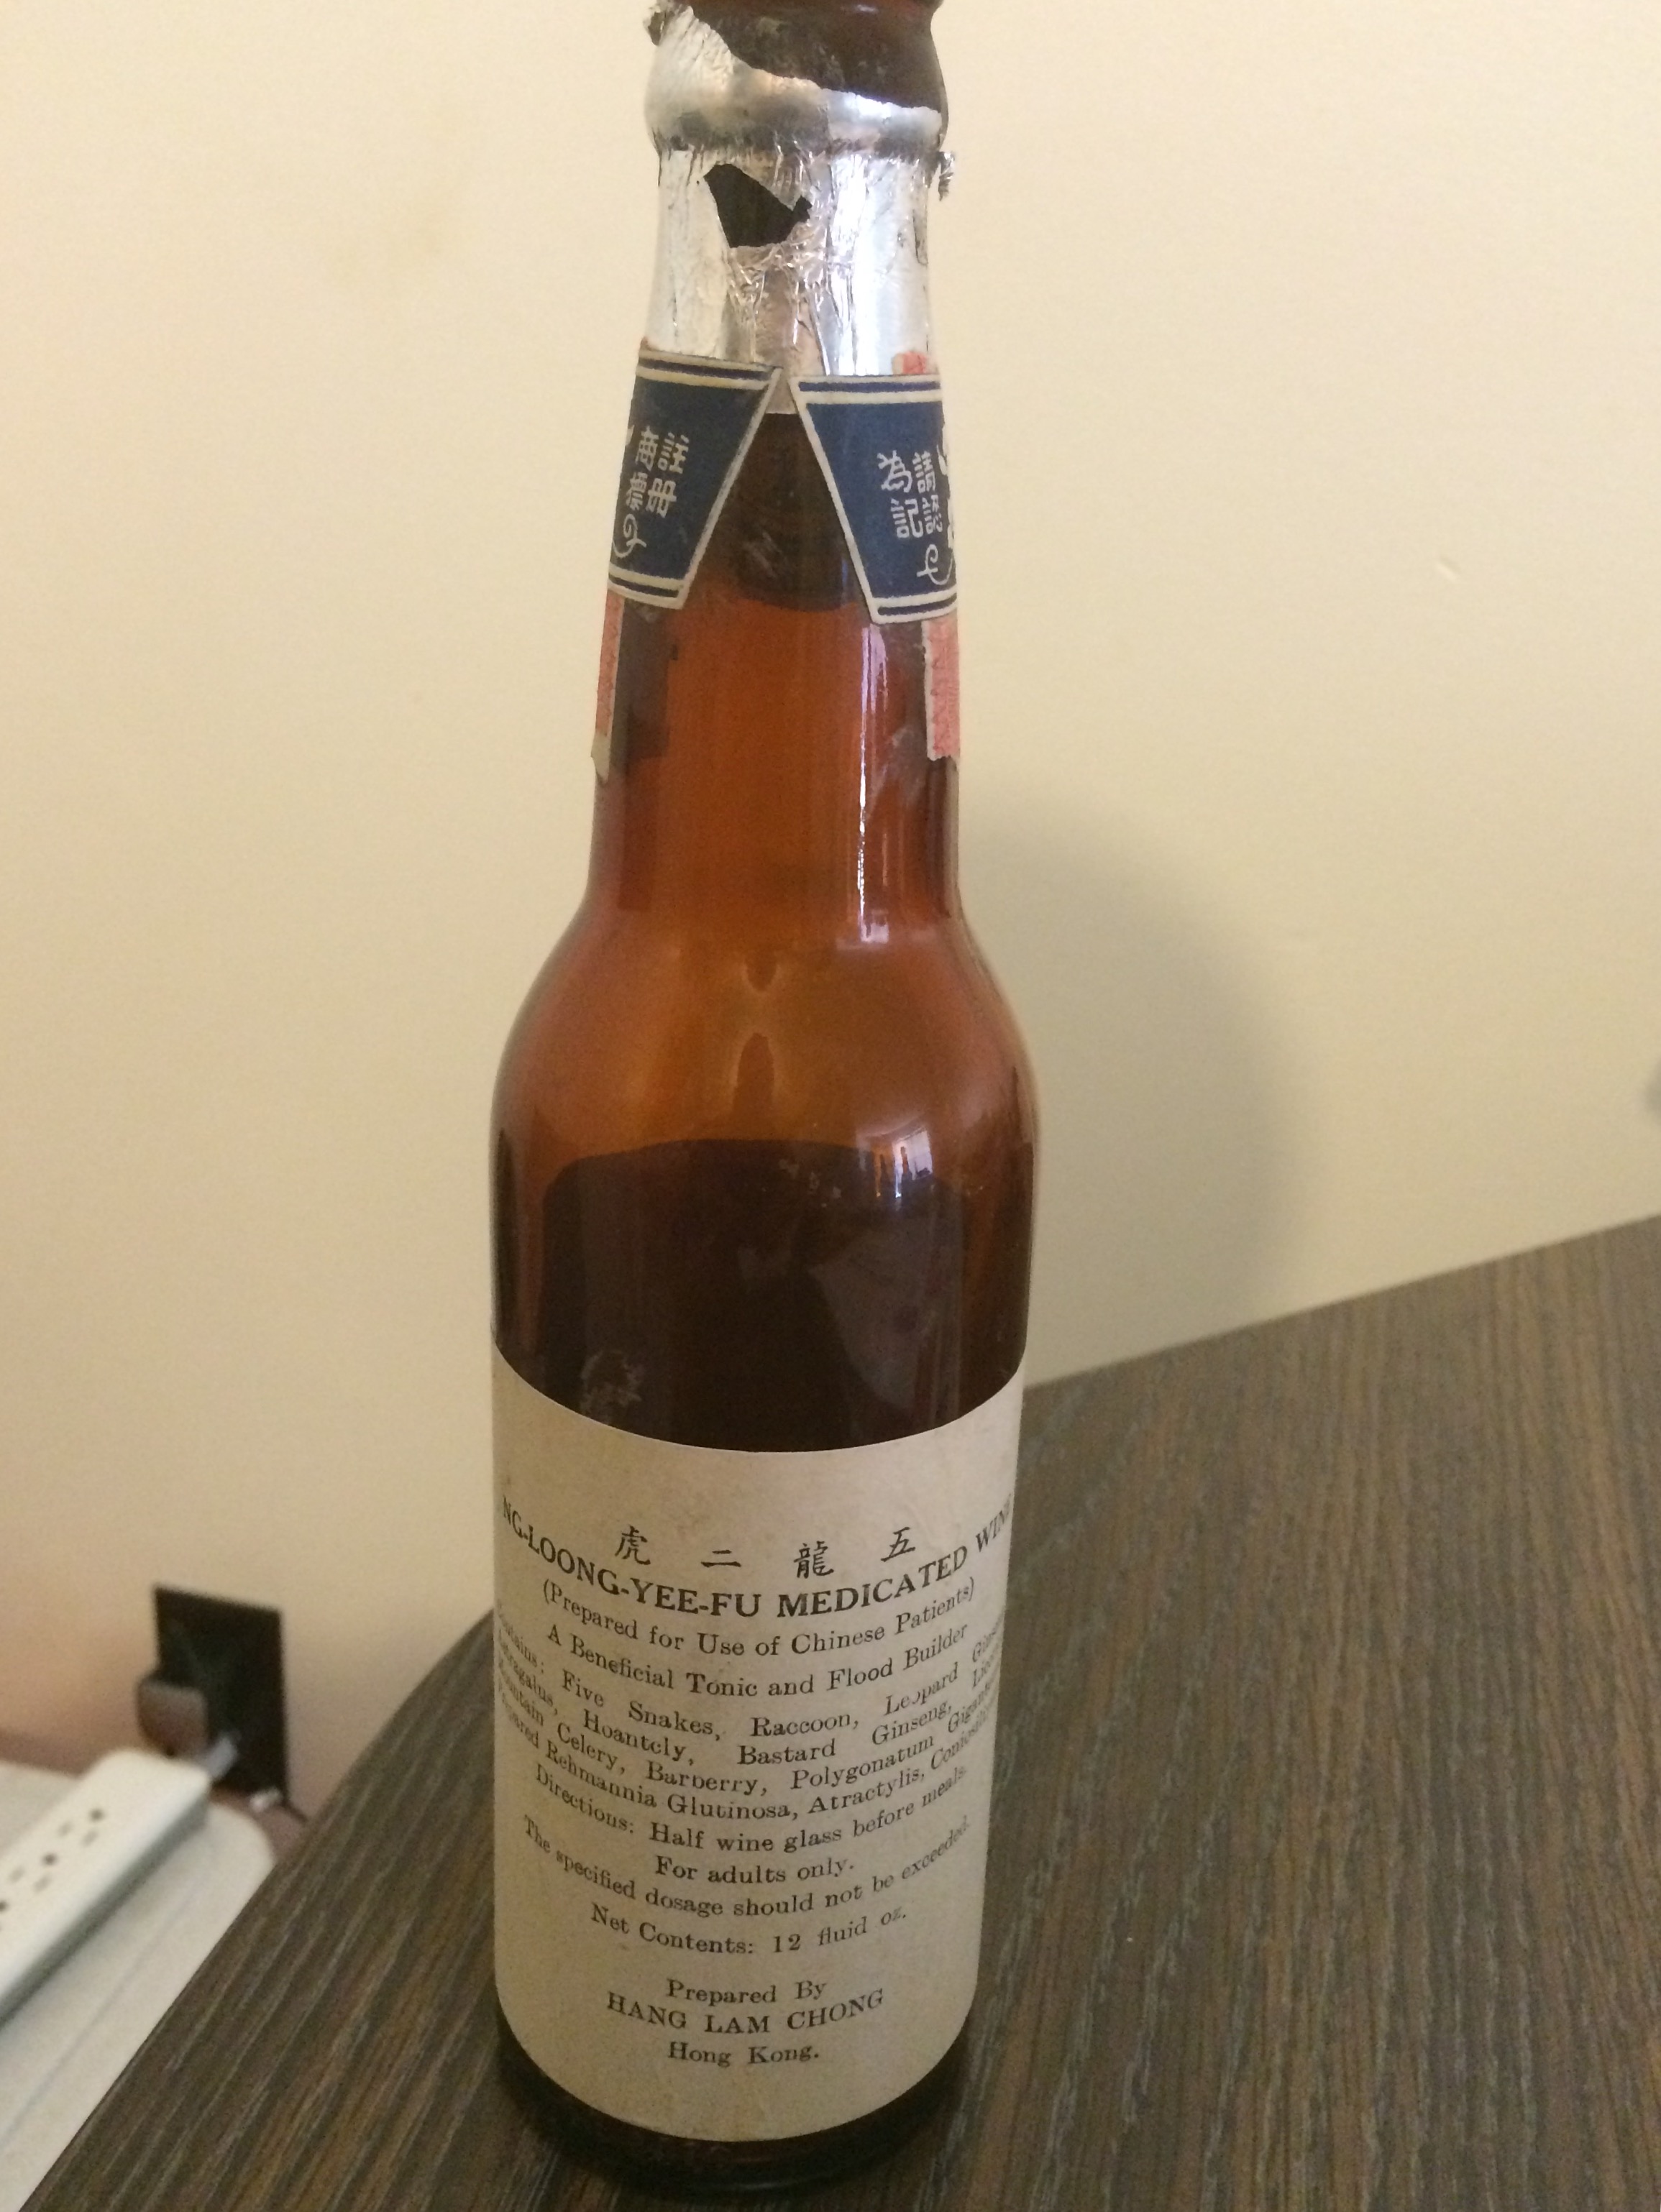 註冊
商標
請認
為記
五龍二虎
NG-LOONG-YEE-FU MEDICATED WIN
(Prepared for Use of Chinese Patients)
A Beneficial Tonic and Flood Builder
Five Snakes, Raccoon, Leopard
Hoantcly, Bastard Ginseng,
Celery, Barberry, Polygonatum
Rehmannia Glutinosa, Atractylis,
Directions: Half wine glass before meals.
For adults only.
The specified dosage should not be exceeded.
Net Contents: 12 fluid oz.
Prepared By
HANG LAM CHONG
Hong Kong.